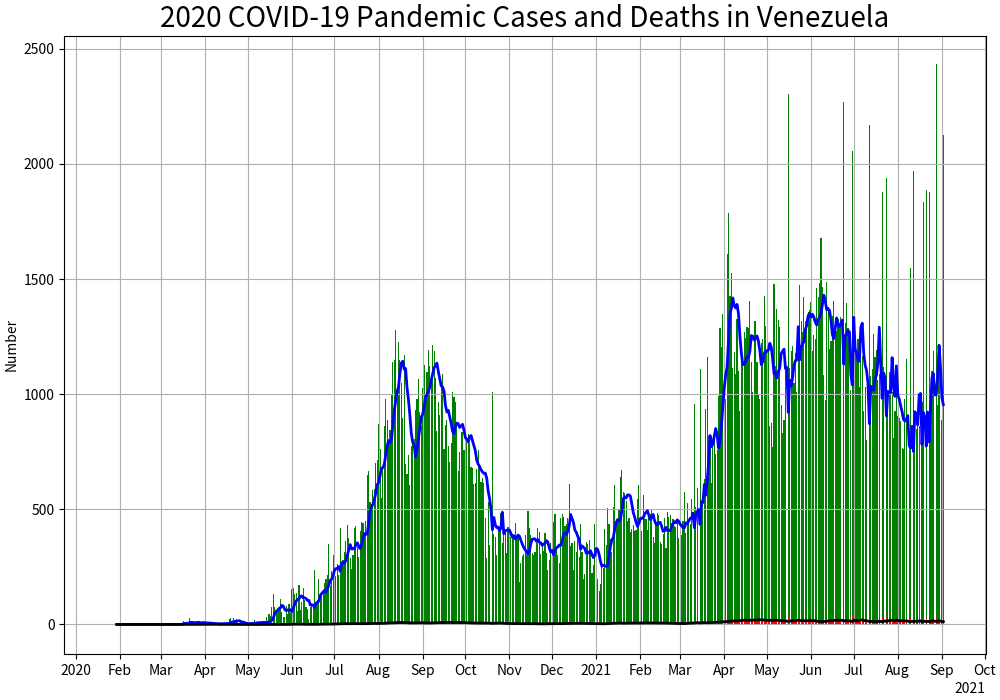 2020 COVID-19 Pandemic Cases and Deaths in Venezuela
2500
2000
1500
1000
500
0
Number
2020 Feb Mar Apr May Jun Jul Aug Sep Oct Nov Dec 2021 Feb Mar Apr May Jun Jul Aug Sep Oct
2021